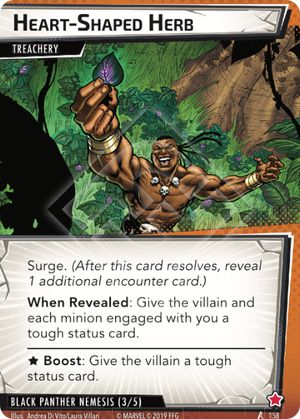 Heart-Shaped Herb
TREACHERY
Surge. (After this card resolves, reveal
1 additional encounter card.)
When Revealed: Give the villain and
each minion engaged with you a
tough status card.
★ Boost: Give the villain a tough
status card.
BLACK PANTHER NEMESIS (3/5)
Illus. Andrea Di Vito/Laura Villari © MARVEL © 2019 FFG 158